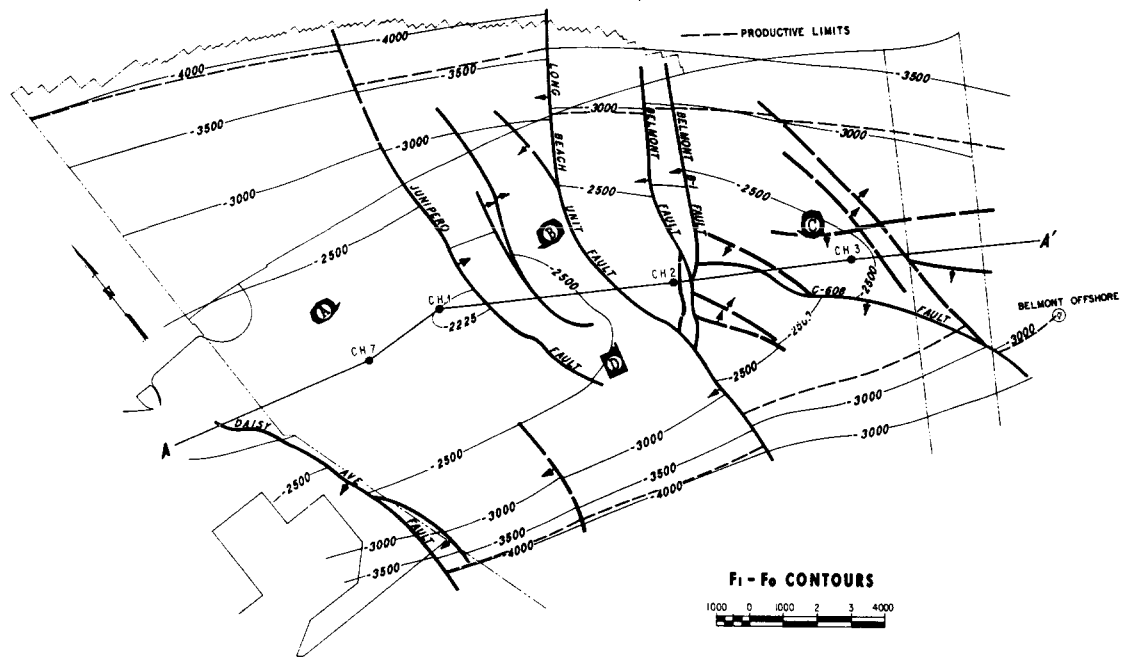 PRODUCTIVE LIMITS
-4000
-4000
-3500
-3500
-3500
-3000
-3000
-3000
-3000
-2500
-2500
-2500
-2500
LONG BEACH UNIT FAULT
BELMONT FAULT
BELMONT FAULT
JUNIPERO FAULT
A
B
C
D
CH.1
-2225
CH 7
CH 2
CH.3
A'
A
C-608 FAULT
-2500
BELMONT OFFSHORE
-3000
-2500
-3000
-3000
DAISY AVE FAULT
-2500
-2500
-3000
-3500
-4000
-3000
-3500
-4000
-3000
-3500
F1 - F0 CONTOURS
1000 0 1000 2 3 4000